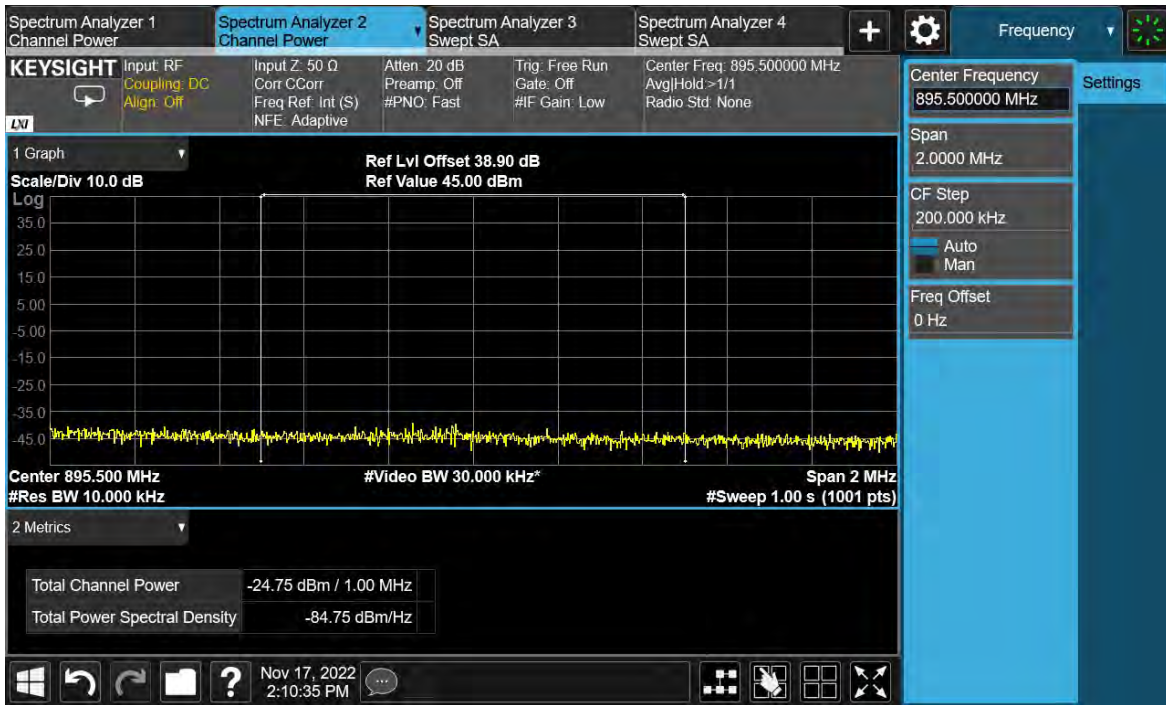 Spectrum Analyzer 1
Channel Power
Spectrum Analyzer 2
Channel Power
Spectrum Analyzer 3
Swept SA
Spectrum Analyzer 4
Swept SA
+
Frequency
KEYSIGHT
LXI
Input: RF
Coupling: DC
Align: Off
Input Z: 50 Ω
Corr CCorr
Freq Ref: Int (S)
NFE: Adaptive
Atten: 20 dB
Preamp: Off
#PNO: Fast
Trig: Free Run
Gate: Off
#IF Gain: Low
Center Freq: 895.500000 MHz
Avg|Hold:>1/1
Radio Std: None
Center Frequency
895.500000 MHz
Settings
Span
2.0000 MHz
CF Step
200.000 kHz
Auto
Man
Freq Offset
0 Hz
1 Graph
Scale/Div 10.0 dB
Ref Lvl Offset 38.90 dB
Ref Value 45.00 dBm
Log
35.0
25.0
15.0
5.00
-5.00
-15.0
-25.0
-35.0
-45.0
Center 895.500 MHz
#Video BW 30.000 kHz*
Span 2 MHz
#Res BW 10.000 kHz
#Sweep 1.00 s (1001 pts)
2 Metrics
Total Channel Power -24.75 dBm / 1.00 MHz
Total Power Spectral Density -84.75 dBm/Hz
?
Nov 17, 2022
2:10:35 PM